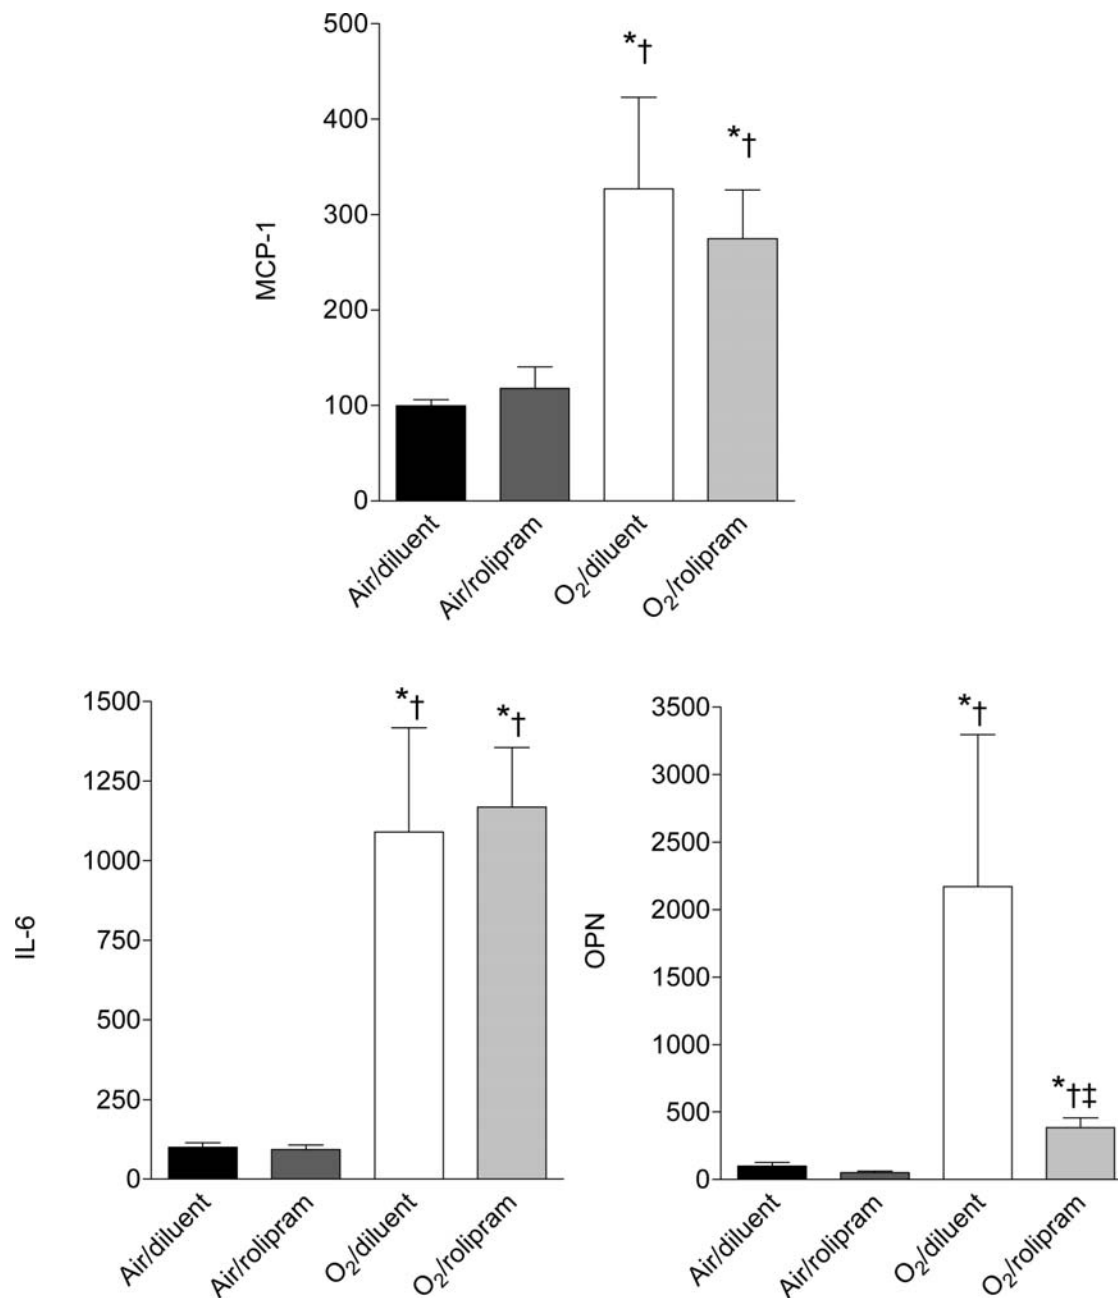 500
*†
400
*†
300
MCP-1
200
100
0
Air/diluent
Air/rolipram
O₂/diluent
O₂/rolipram
1500
*†
*†
1250
1000
IL-6
750
500
250
0
Air/diluent
Air/rolipram
O₂/diluent
O₂/rolipram
3500
*†
3000
2500
2000
OPN
1500
1000
*†‡
500
0
Air/diluent
Air/rolipram
O₂/diluent
O₂/rolipram